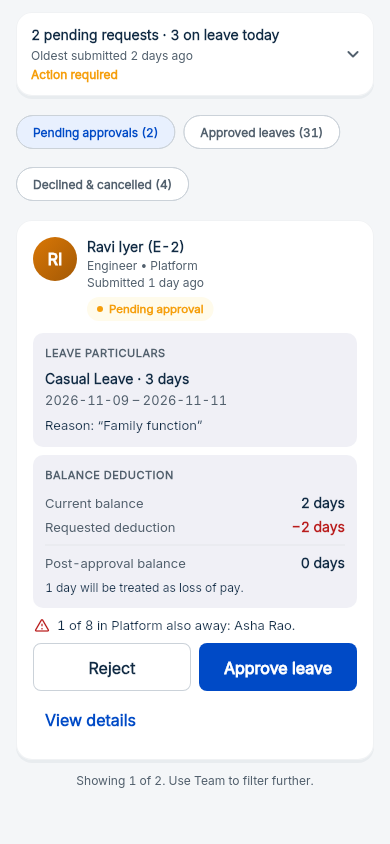 2 pending requests · 3 on leave today
Oldest submitted 2 days ago
Action required
Pending approvals (2)
Approved leaves (31)
Declined & cancelled (4)
RI
Ravi Iyer (E-2)
Engineer • Platform
Submitted 1 day ago
Pending approval
LEAVE PARTICULARS
Casual Leave · 3 days
2026-11-09 – 2026-11-11
Reason: “Family function”
BALANCE DEDUCTION
Current balance 2 days
Requested deduction −2 days
Post-approval balance 0 days
1 day will be treated as loss of pay.
1 of 8 in Platform also away: Asha Rao.
Reject
Approve leave
View details
Showing 1 of 2. Use Team to filter further.